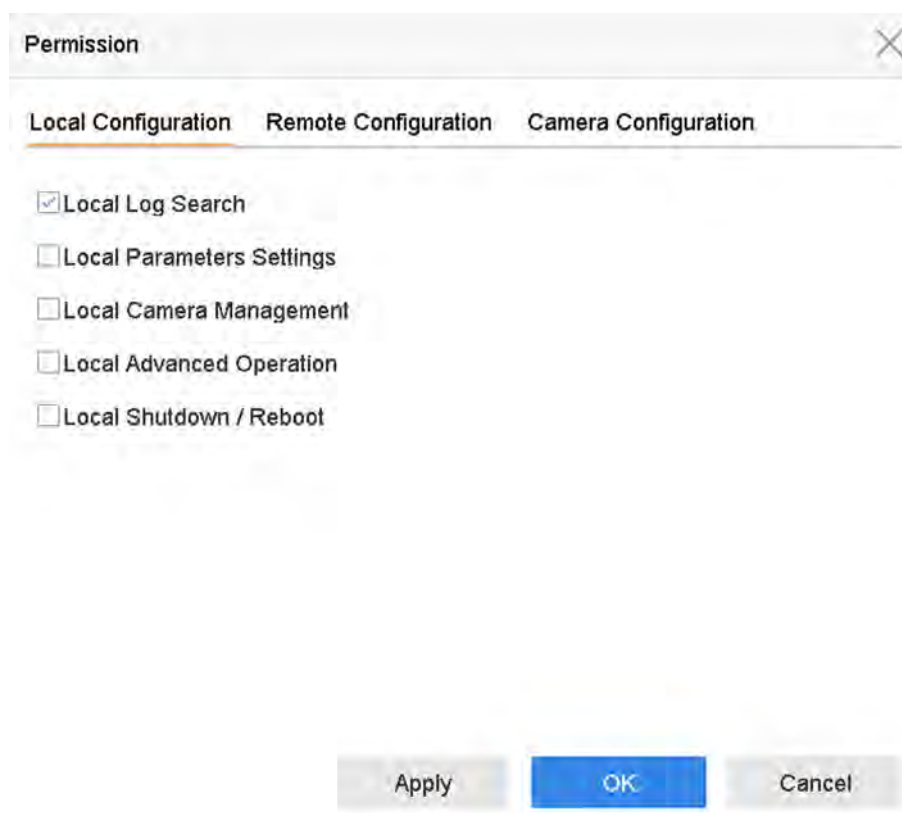 Permission
Local Configuration Remote Configuration Camera Configuration
Local Log Search
Local Parameters Settings
Local Camera Management
Local Advanced Operation
Local Shutdown / Reboot
Apply OK Cancel